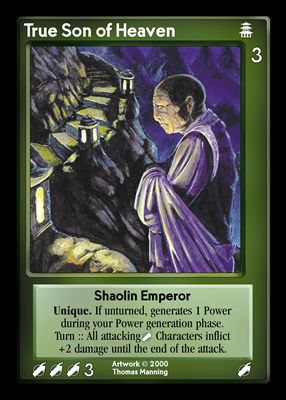 True Son of Heaven
3
Shaolin Emperor
Unique. If unturned, generates 1 Power
during your Power generation phase.
Turn :: All attacking Characters inflict
+2 damage until the end of the attack.
3
Artwork © 2000
Thomas Manning